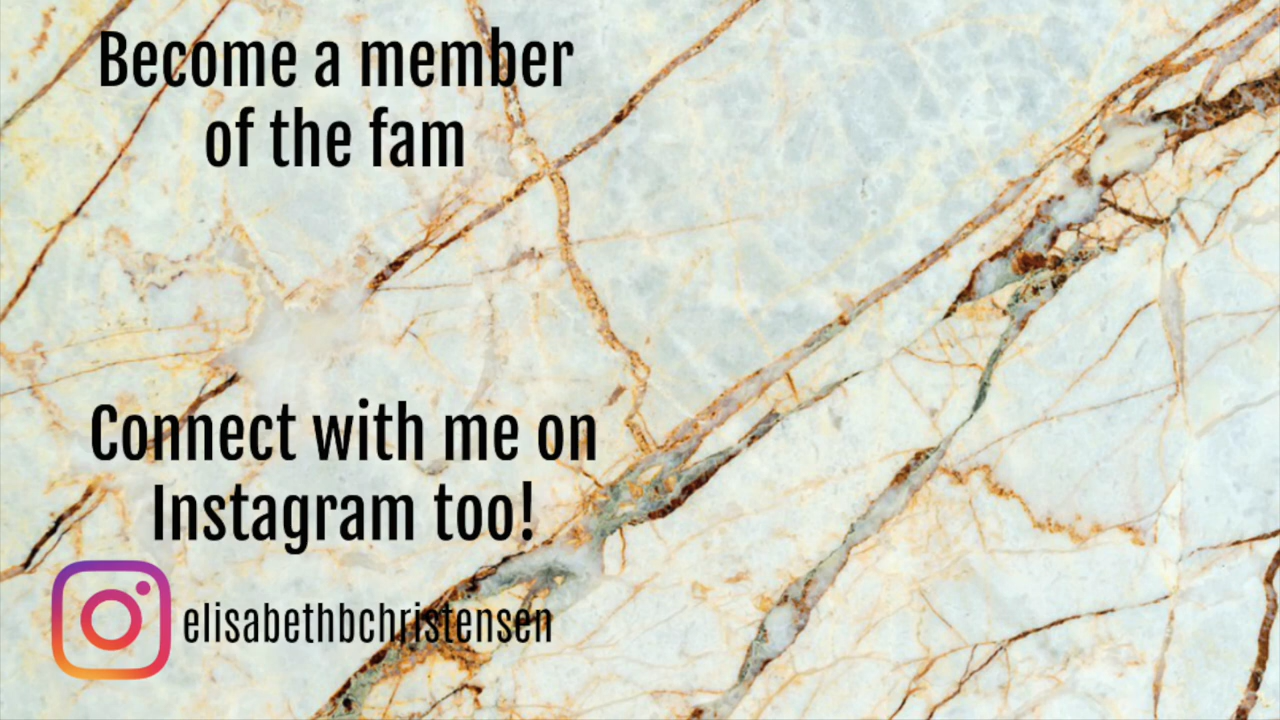 Become a member
of the fam
Connect with me on
Instagram too!
elisabethbchristensen